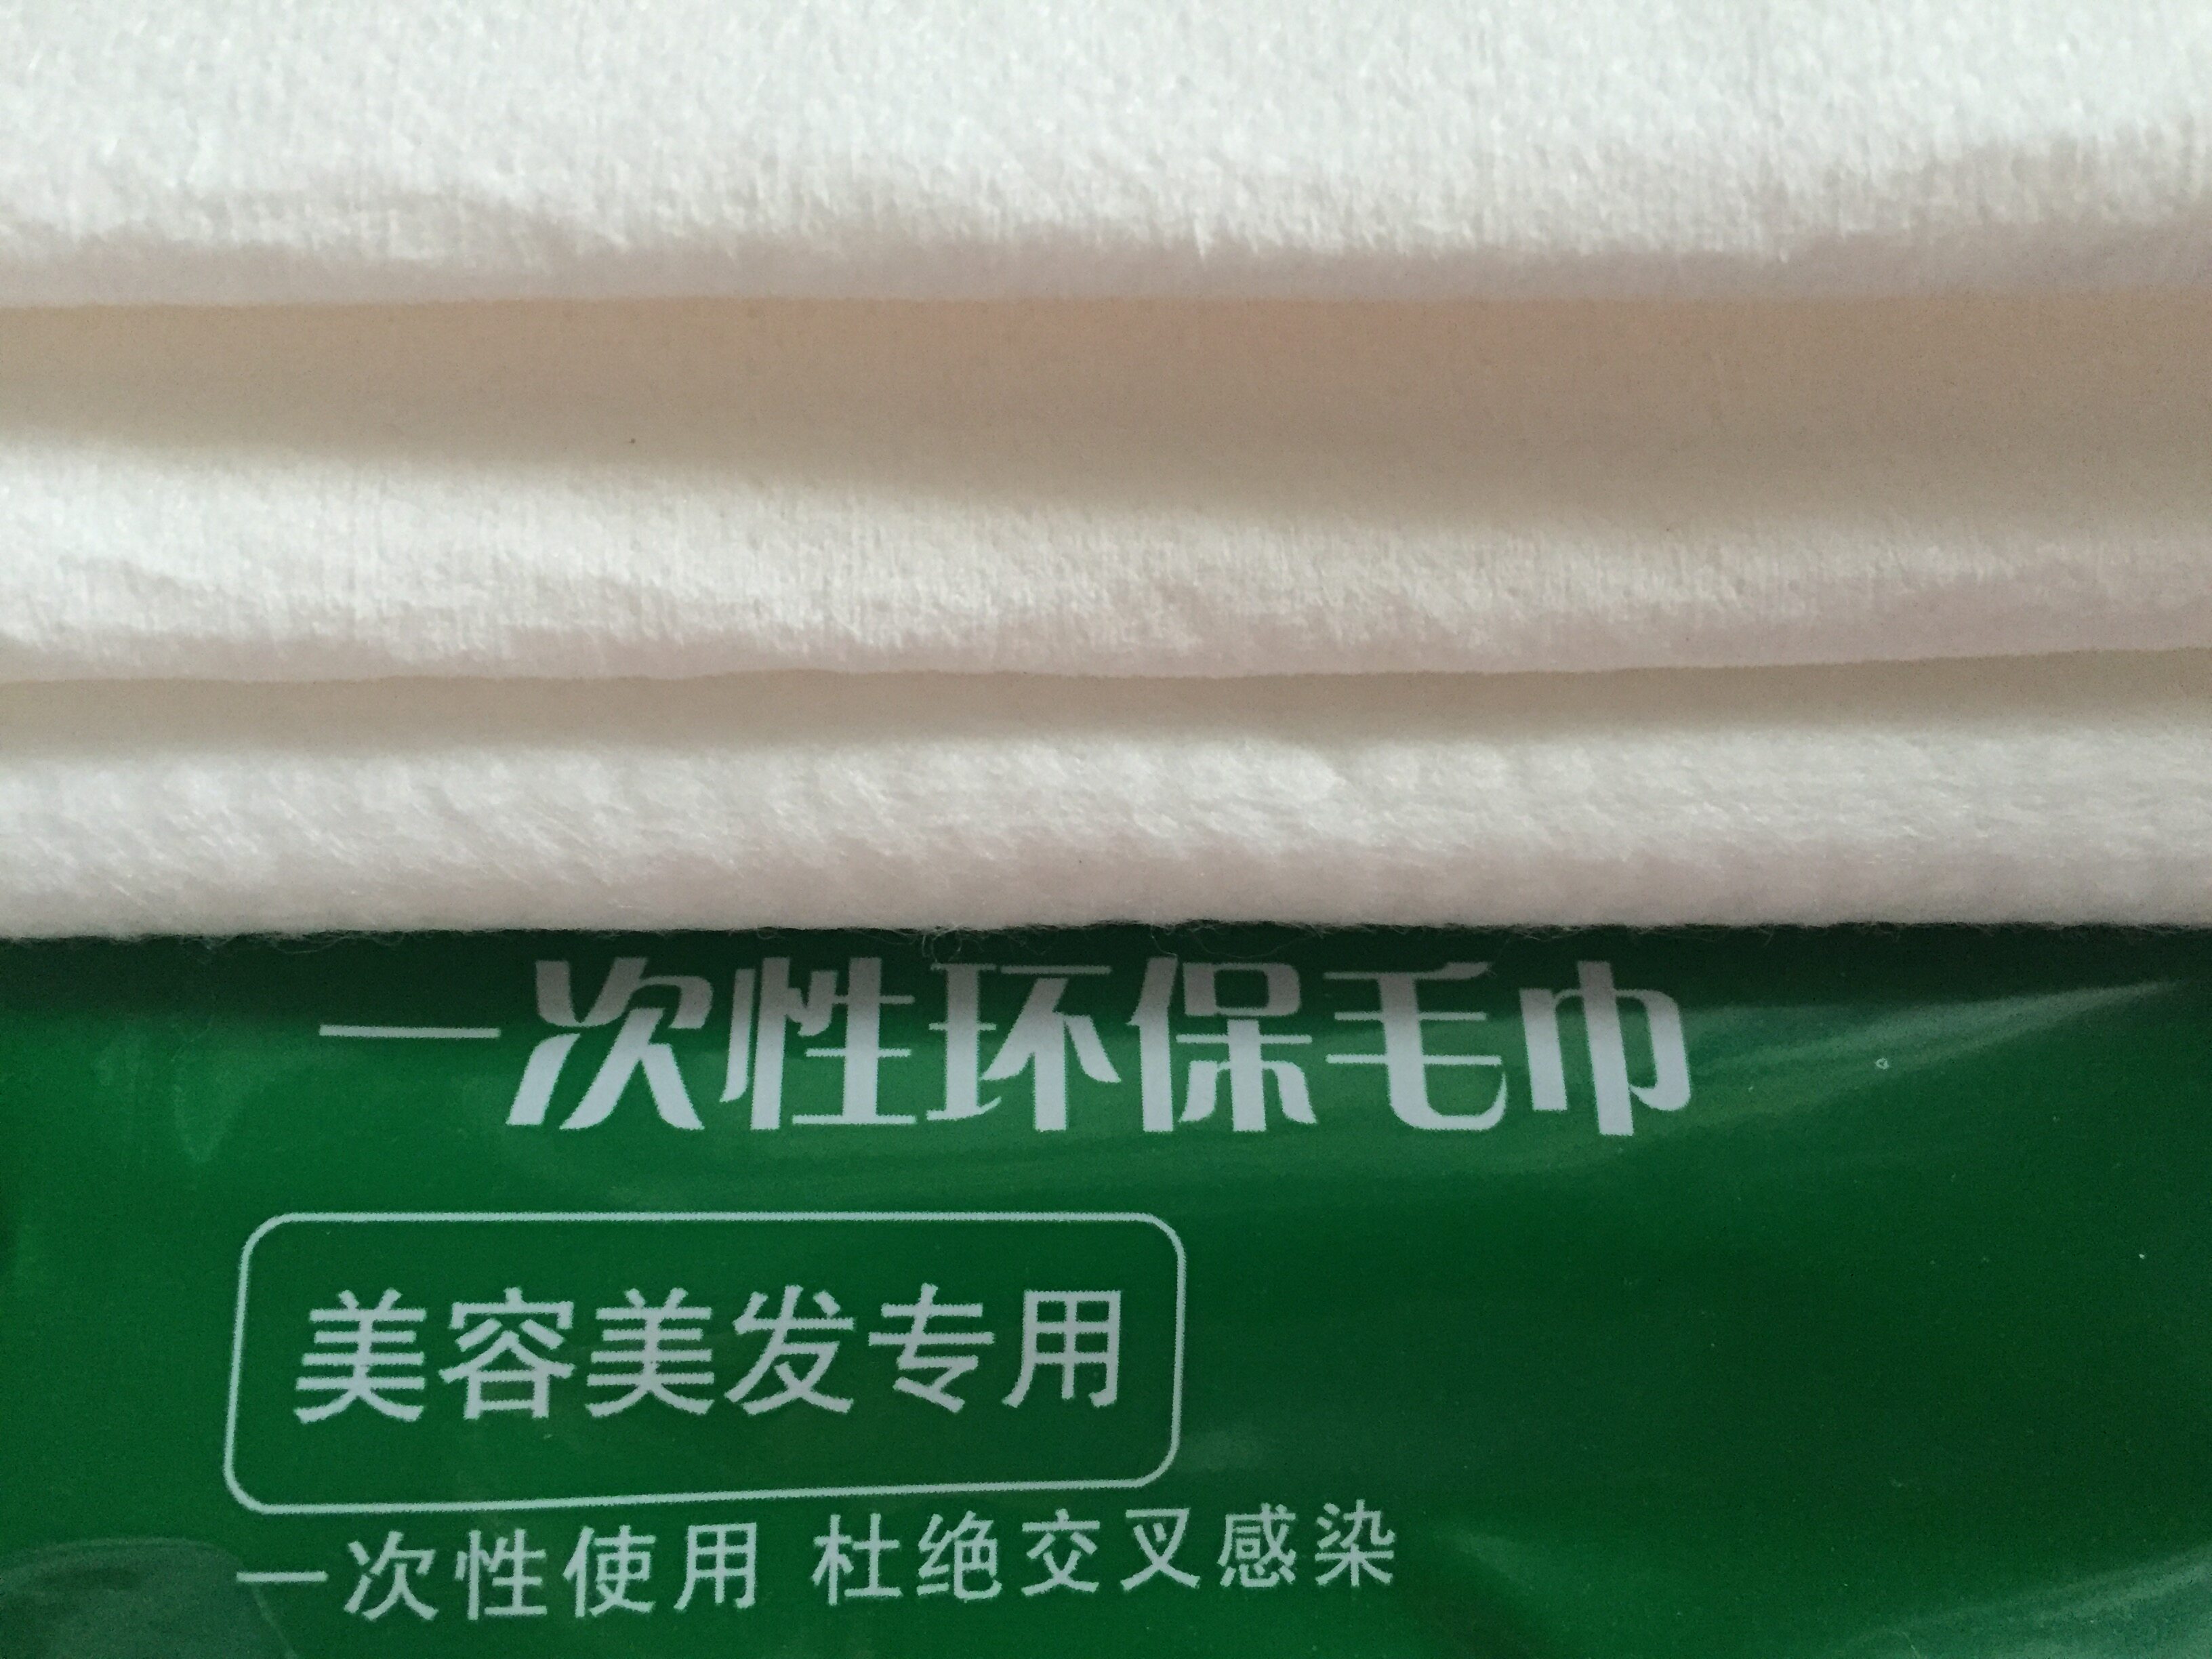 一次性环保毛巾
美容美发专用
一次性使用 杜绝交叉感染